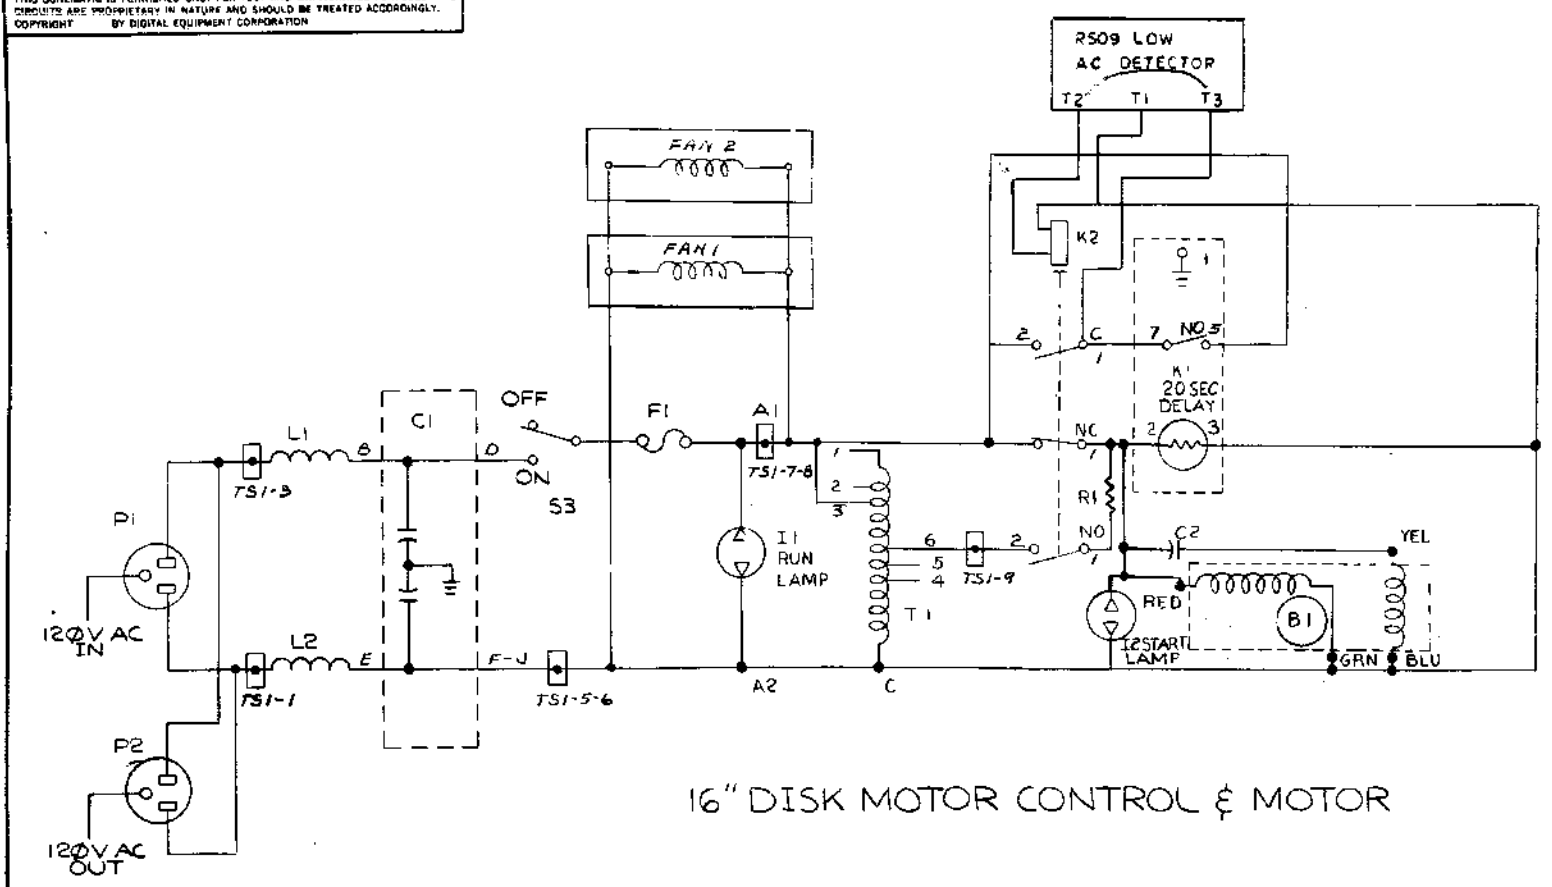 CIRCUITS ARE PROPRIETARY IN NATURE AND SHOULD BE TREATED ACCORDINGLY.
COPYRIGHT BY DIGITAL EQUIPMENT CORPORATION
RS09 LOW
AC DETECTOR
T2 T1 T3
FAN 2
FAN 1
K2
1
2 C 7 NO 5
1
K1
20 SEC
DELAY
2 3
OFF
ON
S3
F1
A1
TS1-7-8
NC
1
C1
L1
B
D
TS1-3
P1
120V AC
IN
L2
E
F-J
TS1-1
TS1-5-6
I1
RUN
LAMP
A2
1
2
3
6
5
4
T1
C
TS1-9
2
NO
1
R1
C2
YEL
RED
B1
I2 START
LAMP
GRN
BLU
P2
120V AC
OUT
16" DISK MOTOR CONTROL & MOTOR